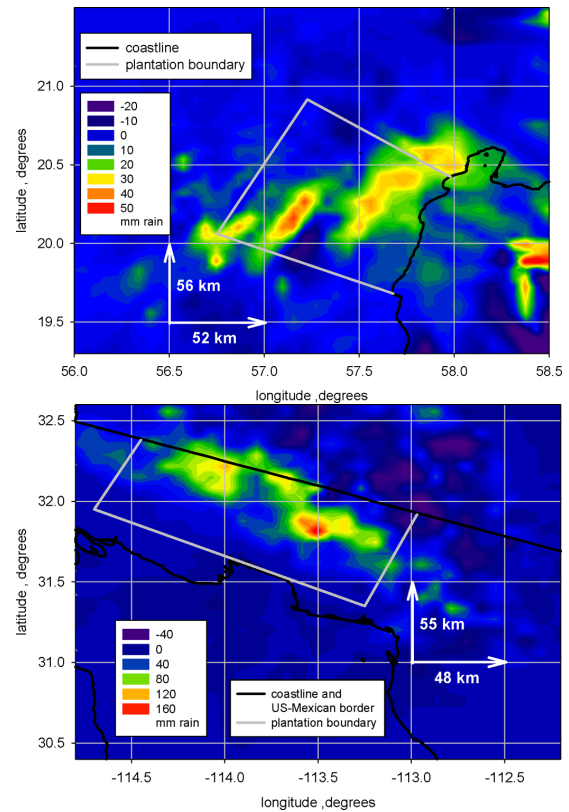 coastline
plantation boundary
-20
-10
0
10
20
30
40
50
mm rain
latitude , degrees
21.0
20.5
20.0
19.5
56 km
52 km
56.0 56.5 57.0 57.5 58.0 58.5
longitude ,degrees
latitude , degrees
32.5
32.0
31.5
31.0
30.5
55 km
48 km
-40
0
40
80
120
160
mm rain
coastline and
US-Mexican border
plantation boundary
-114.5 -114.0 -113.5 -113.0 -112.5
longitude ,degrees